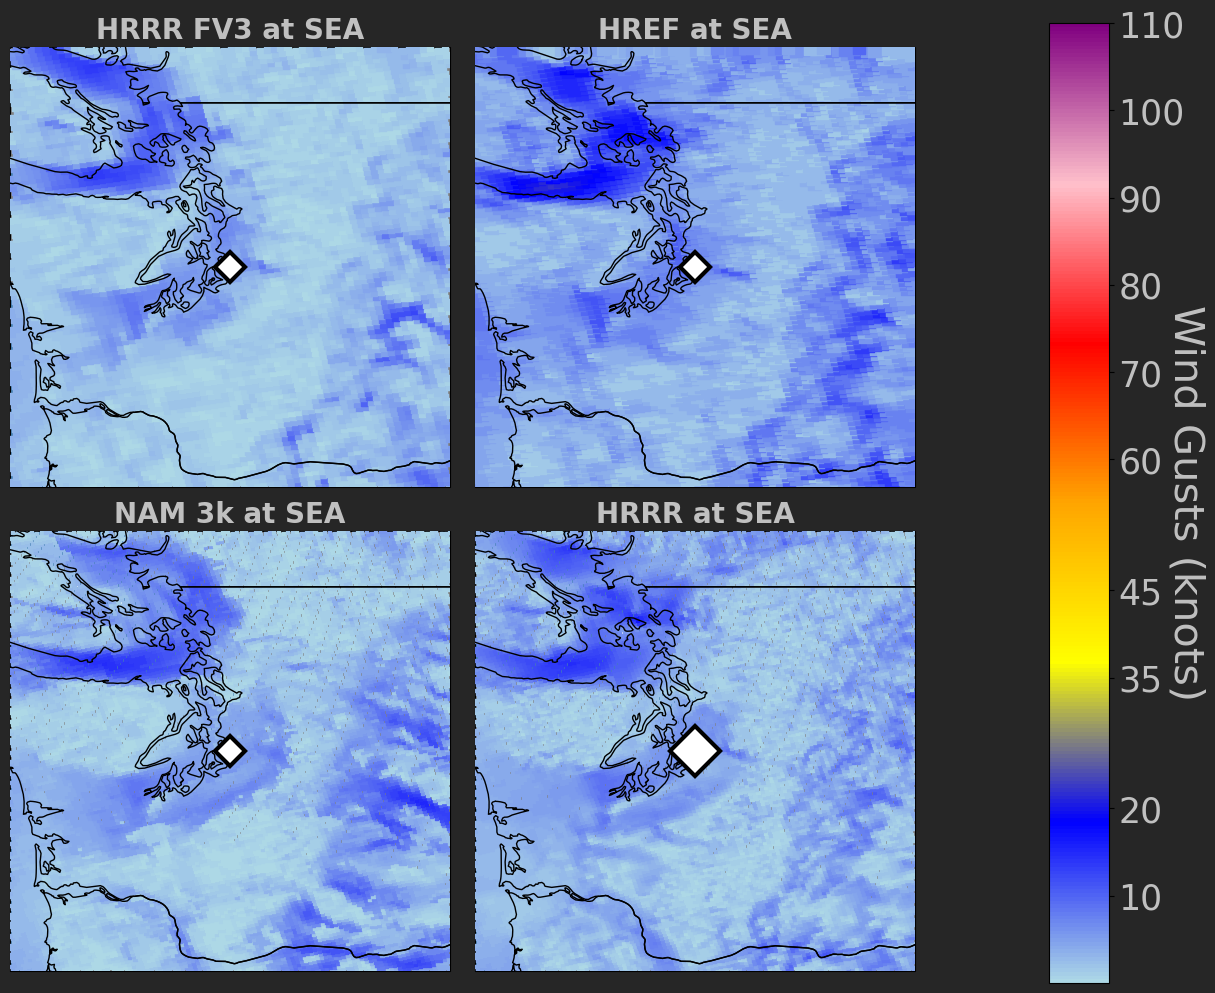 HRRR FV3 at SEA
HREF at SEA
NAM 3k at SEA
HRRR at SEA
110
100
90
80
70
60
45
35
20
10
Wind Gusts (knots)